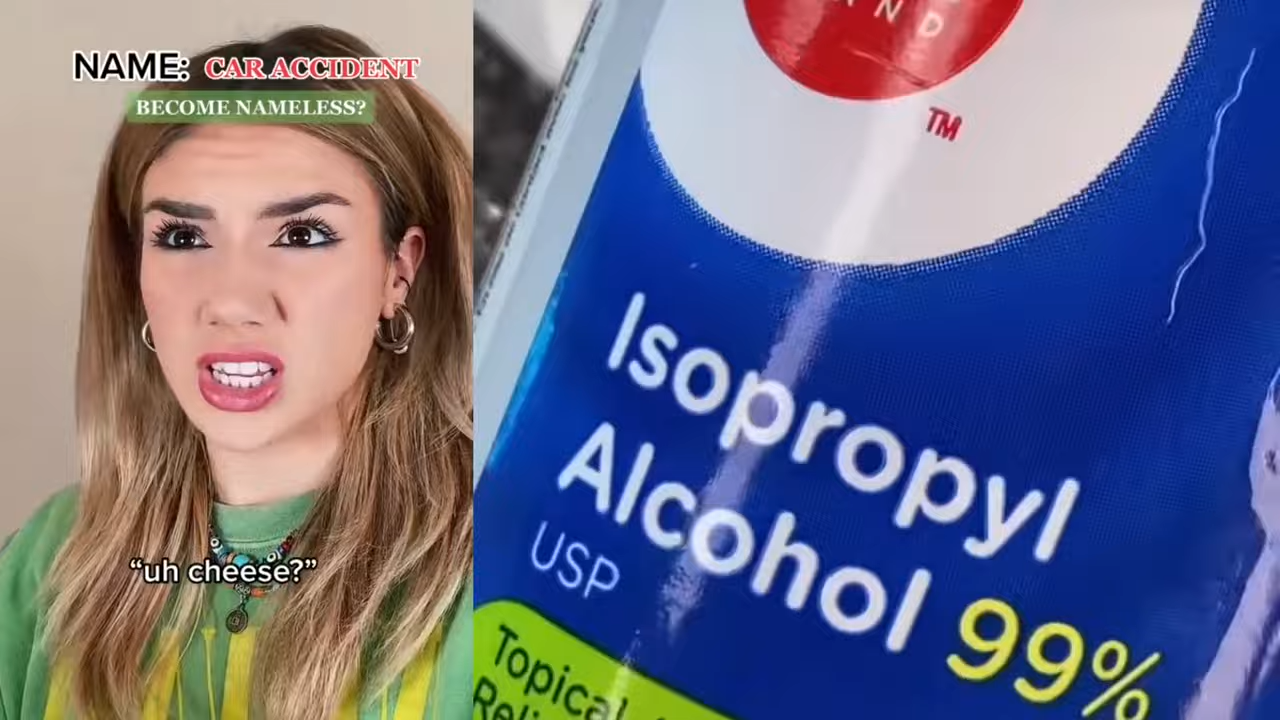 NAME: CAR ACCIDENT
BECOME NAMELESS?
"uh cheese?"
TM
Isopropyl
Alcohol 99%
USP
Topical